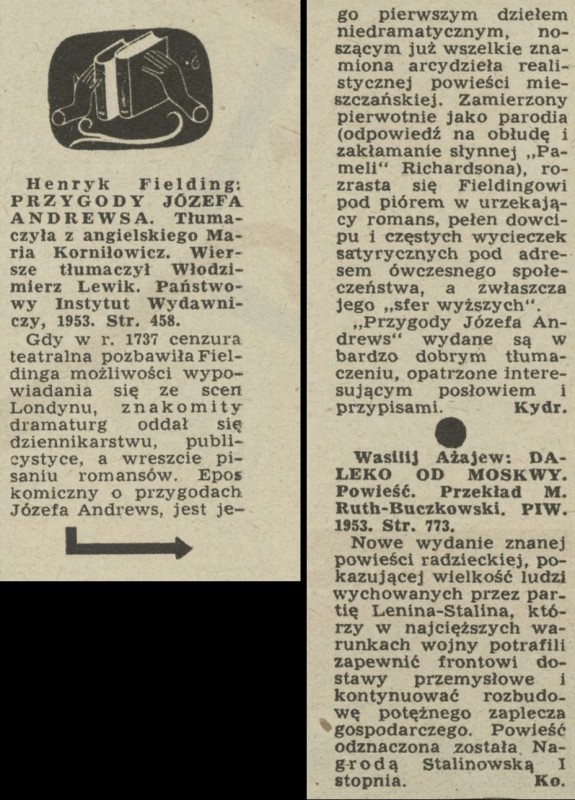 Henryk Fielding:
PRZYGODY JÓZEFA
ANDREWSA. Tłuma-
czyła z angielskiego Ma-
ria Korniłowicz. Wier-
sze tłumaczył Włodzi-
mierz Lewik. Państwo-
wy Instytut Wydawni-
czy, 1953. Str. 458.
Gdy w r. 1737 cenzura
teatralna pozbawiła Fiel-
dinga możliwości wypo-
wiadania się ze scen
Londynu, znakomity
dramaturg oddał się
dziennikarstwu, publi-
cystyce, a wreszcie pi-
saniu romansów. Epos
komiczny o przygodach
Józefa Andrews, jest je-
go pierwszym dziełem
niedramatycznym, no-
szącym już wszelkie zna-
miona arcydzieła reali-
stycznej powieści mie-
szczańskiej. Zamierzony
pierwotnie jako parodia
(odpowiedź na obłudę i
zakłamanie słynnej „Pa-
meli" Richardsona), ro-
zrasta się Fieldingowi
pod piórem w urzekają-
cy romans, pełen dowci-
pu i częstych wycieczek
satyrycznych pod adre-
sem ówczesnego społe-
czeństwa, a zwłaszcza
jego „sfer wyższych".
„Przygody Józefa An-
drews" wydane są w
bardzo dobrym tłuma-
czeniu, opatrzone intere-
sującym posłowiem i
przypisami. Kydr.
Wasilij Ażajew: DA-
LEKO OD MOSKWY.
Powieść. Przekład M.
Ruth-Buczkowski. PIW.
1953. Str. 773.
Nowe wydanie znanej
powieści radzieckiej, po-
kazującej wielkość ludzi
wychowanych przez par-
tię Lenina-Stalina, któ-
rzy w najcięższych wa-
runkach wojny potrafili
zapewnić frontowi do-
stawy przemysłowe i
kontynuować rozbudo-
wę potężnego zaplecza
gospodarczego. Powieść
odznaczona została Na-
grodą Stalinowską I
stopnia. Ko.